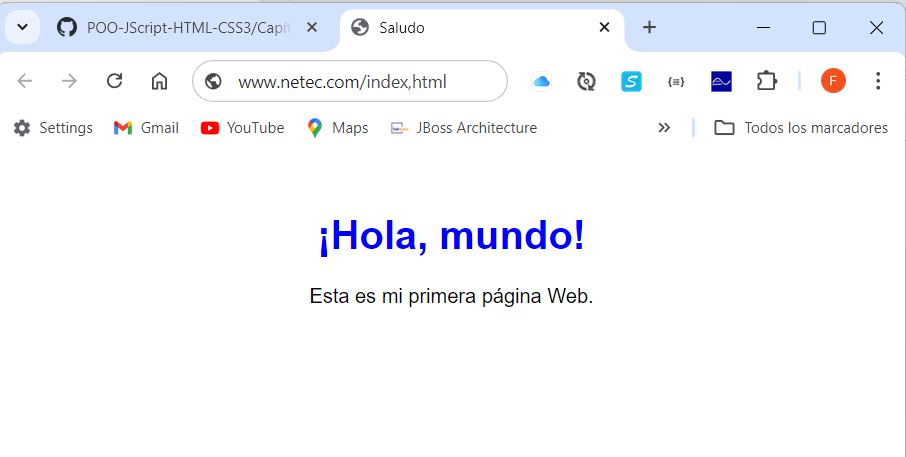 POO-JScript-HTML-CSS3/Capít
Saludo
www.netec.com/index,html
S
{≡}
F
Settings
Gmail
YouTube
Maps
JBoss Architecture
Todos los marcadores
¡Hola, mundo!
Esta es mi primera página Web.